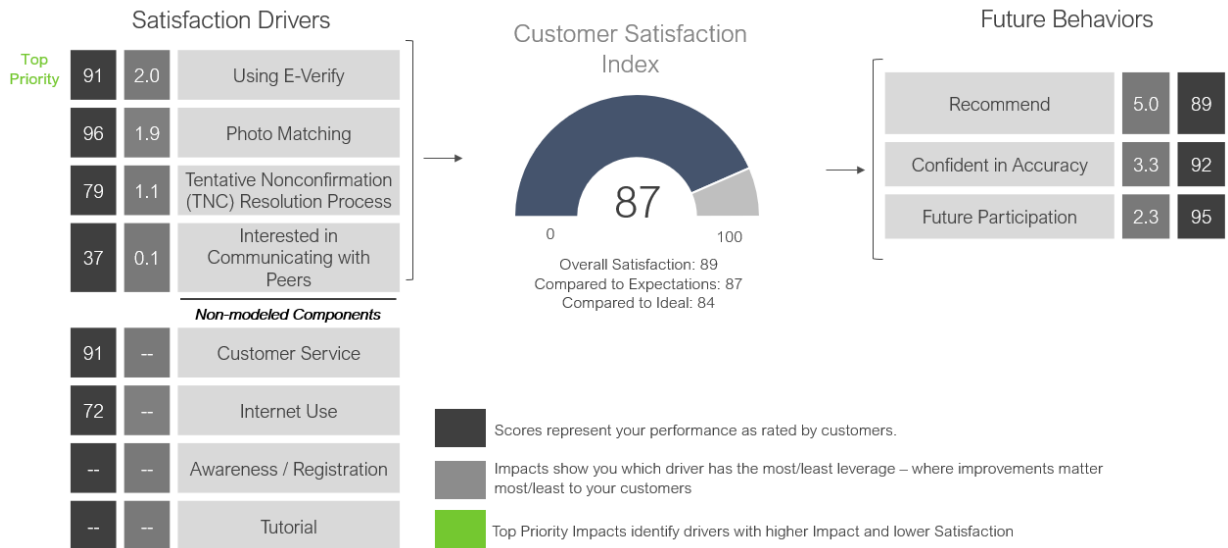 Satisfaction Drivers
Top
Priority
91 2.0 Using E-Verify
96 1.9 Photo Matching
79 1.1 Tentative Nonconfirmation
(TNC) Resolution Process
37 0.1 Interested in
Communicating with
Peers
Non-modeled Components
91 -- Customer Service
72 -- Internet Use
-- -- Awareness / Registration
-- -- Tutorial
Customer Satisfaction
Index
87
0 100
Overall Satisfaction: 89
Compared to Expectations: 87
Compared to Ideal: 84
Future Behaviors
Recommend 5.0 89
Confident in Accuracy 3.3 92
Future Participation 2.3 95
Scores represent your performance as rated by customers.
Impacts show you which driver has the most/least leverage – where improvements matter
most/least to your customers
Top Priority Impacts identify drivers with higher Impact and lower Satisfaction